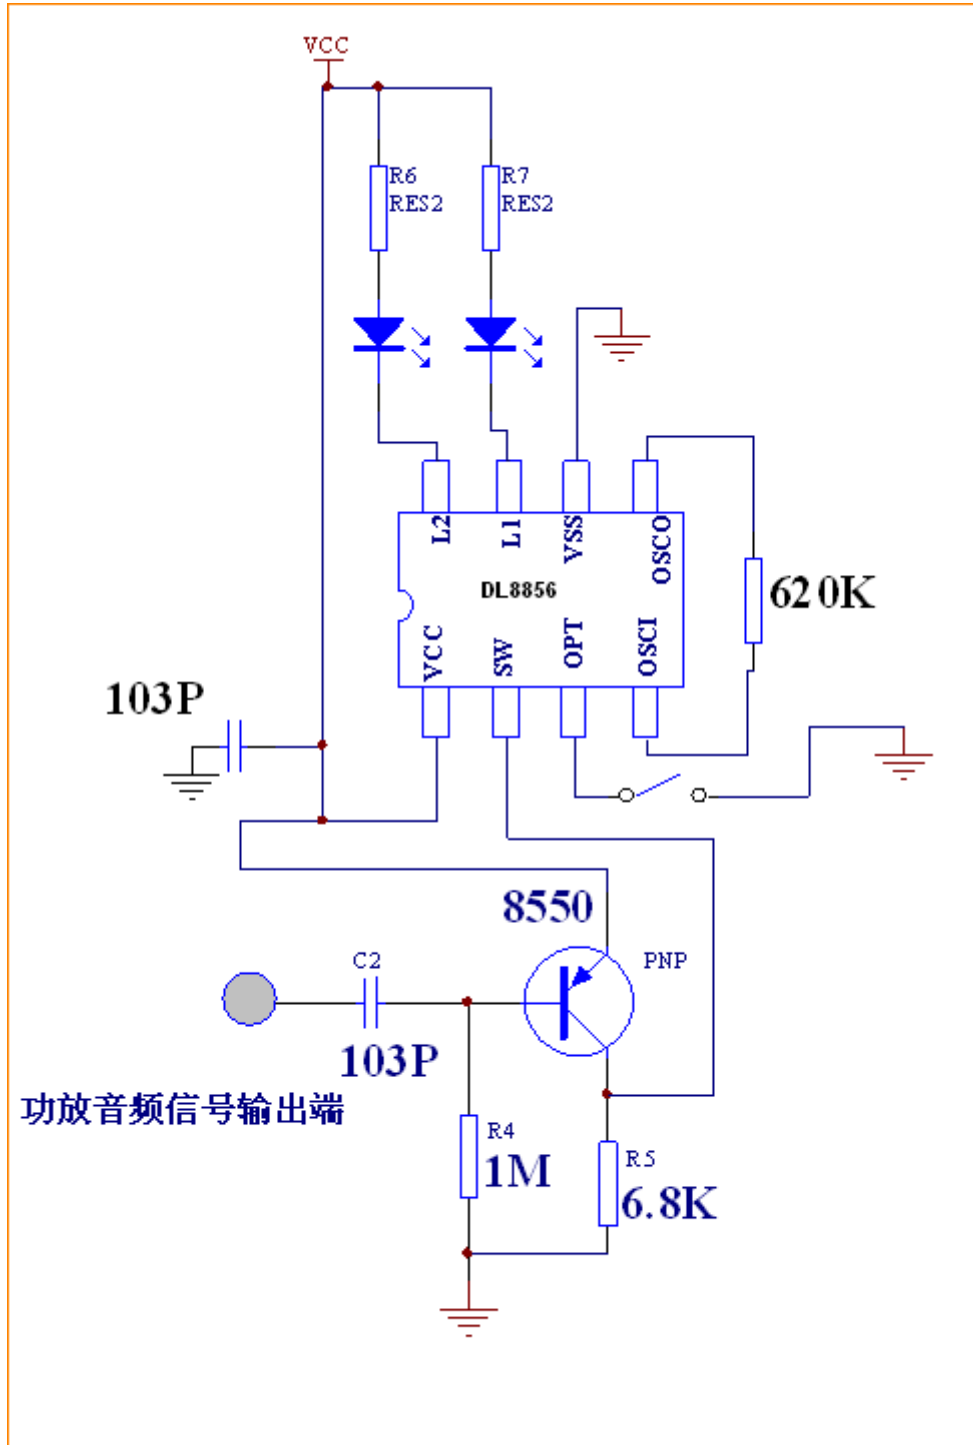 VCC
R6
RES2
R7
RES2
L2
L1
VSS
OSCO
DL8856
620K
VCC
SW
OPT
OSCI
103P
8550
C2
PNP
103P
功放音频信号输出端
R4
1M
R5
6.8K